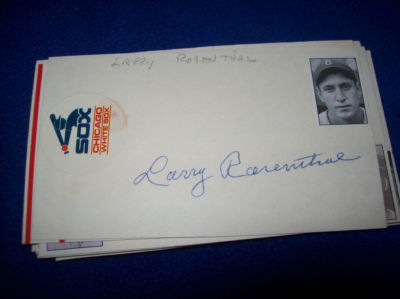 LARRY ROSENTHAL
SOX
CHICAGO
WHITE SOX
Larry Rosenthal